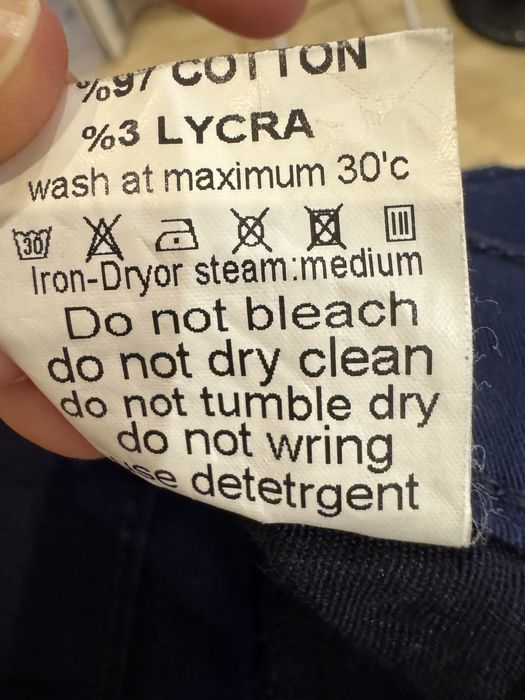 %97 COTTON
%3 LYCRA
wash at maximum 30'c
30
Iron-Dryor steam:medium
Do not bleach
do not dry clean
do not tumble dry
do not wring
use detetrgent